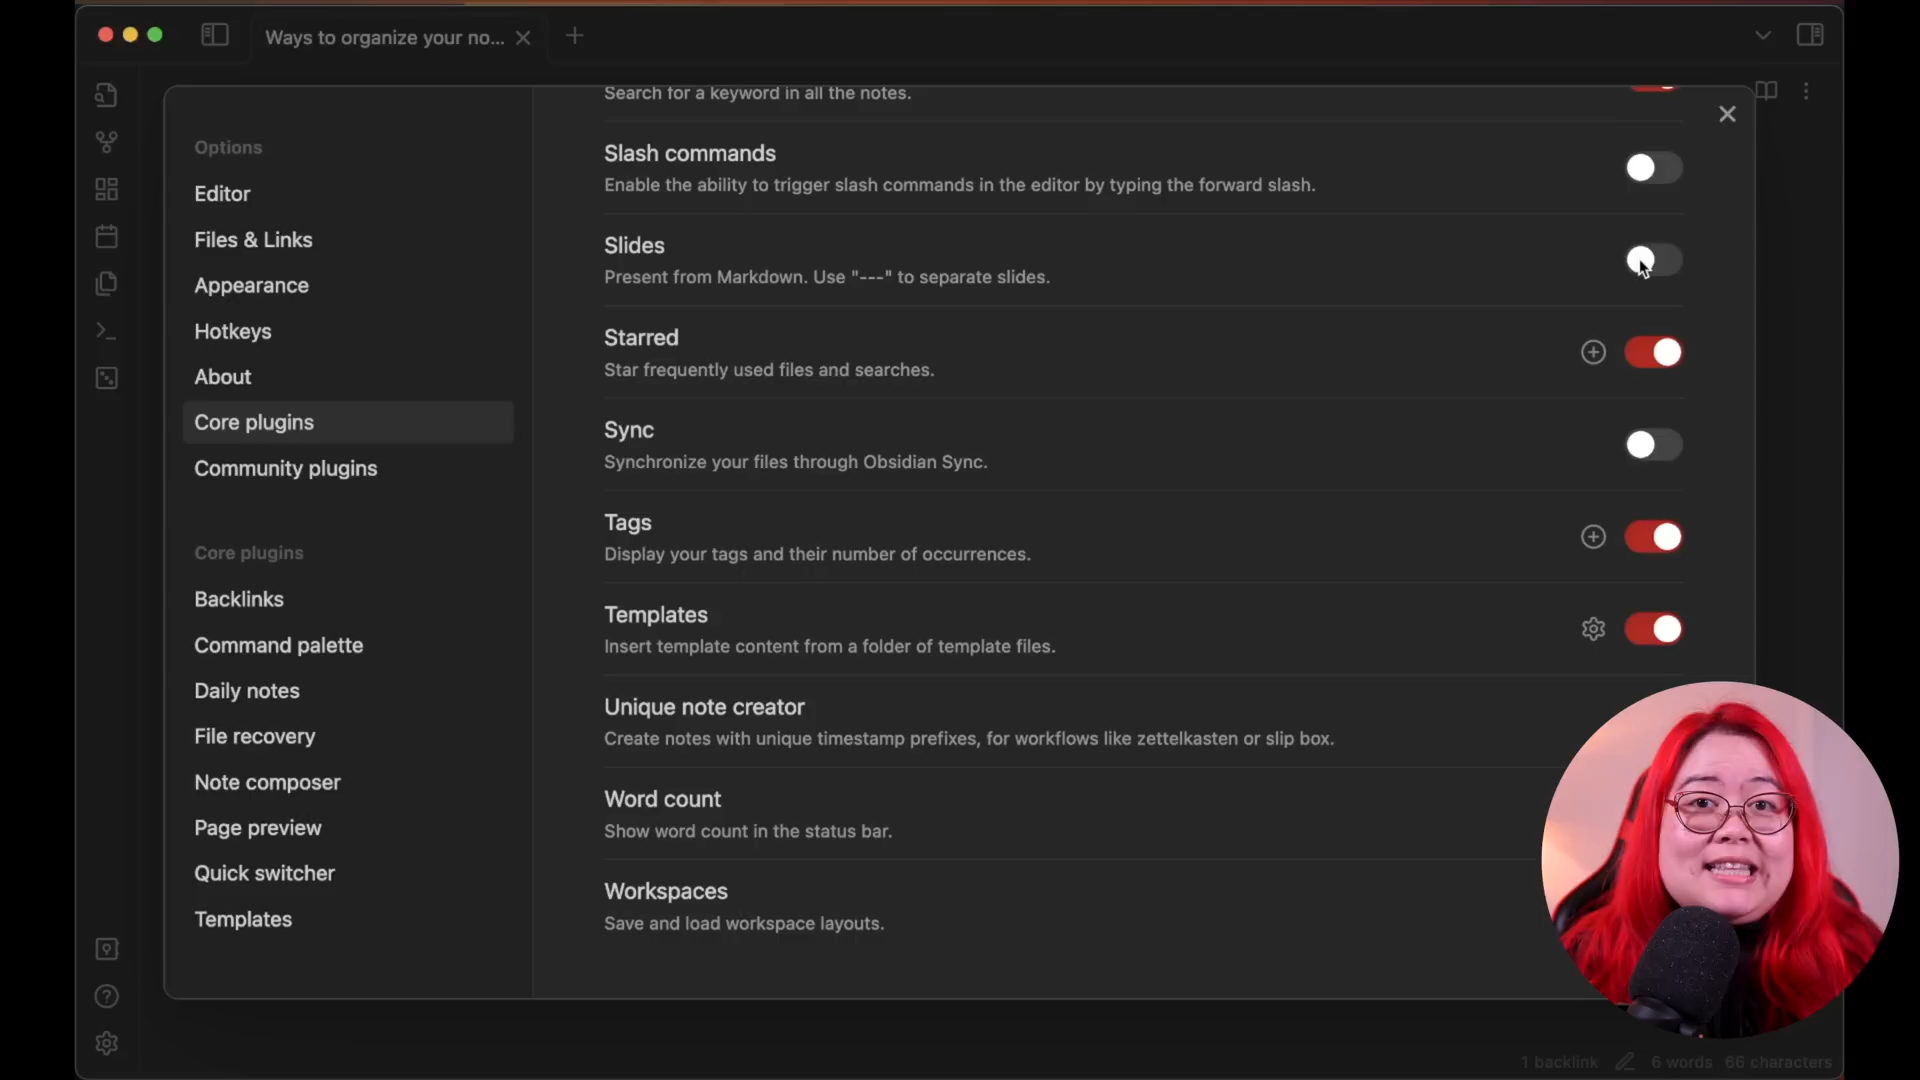 Ways to organize your no...
Options
Editor
Files & Links
Appearance
Hotkeys
About
Core plugins
Community plugins
Core plugins
Backlinks
Command palette
Daily notes
File recovery
Note composer
Page preview
Quick switcher
Templates
Search for a keyword in all the notes.
Slash commands
Enable the ability to trigger slash commands in the editor by typing the forward slash.
Slides
Present from Markdown. Use "---" to separate slides.
Starred
Star frequently used files and searches.
Sync
Synchronize your files through Obsidian Sync.
Tags
Display your tags and their number of occurrences.
Templates
Insert template content from a folder of template files.
Unique note creator
Create notes with unique timestamp prefixes, for workflows like zettelkasten or slip box.
Word count
Show word count in the status bar.
Workspaces
Save and load workspace layouts.
1 backlink 6 words 66 characters